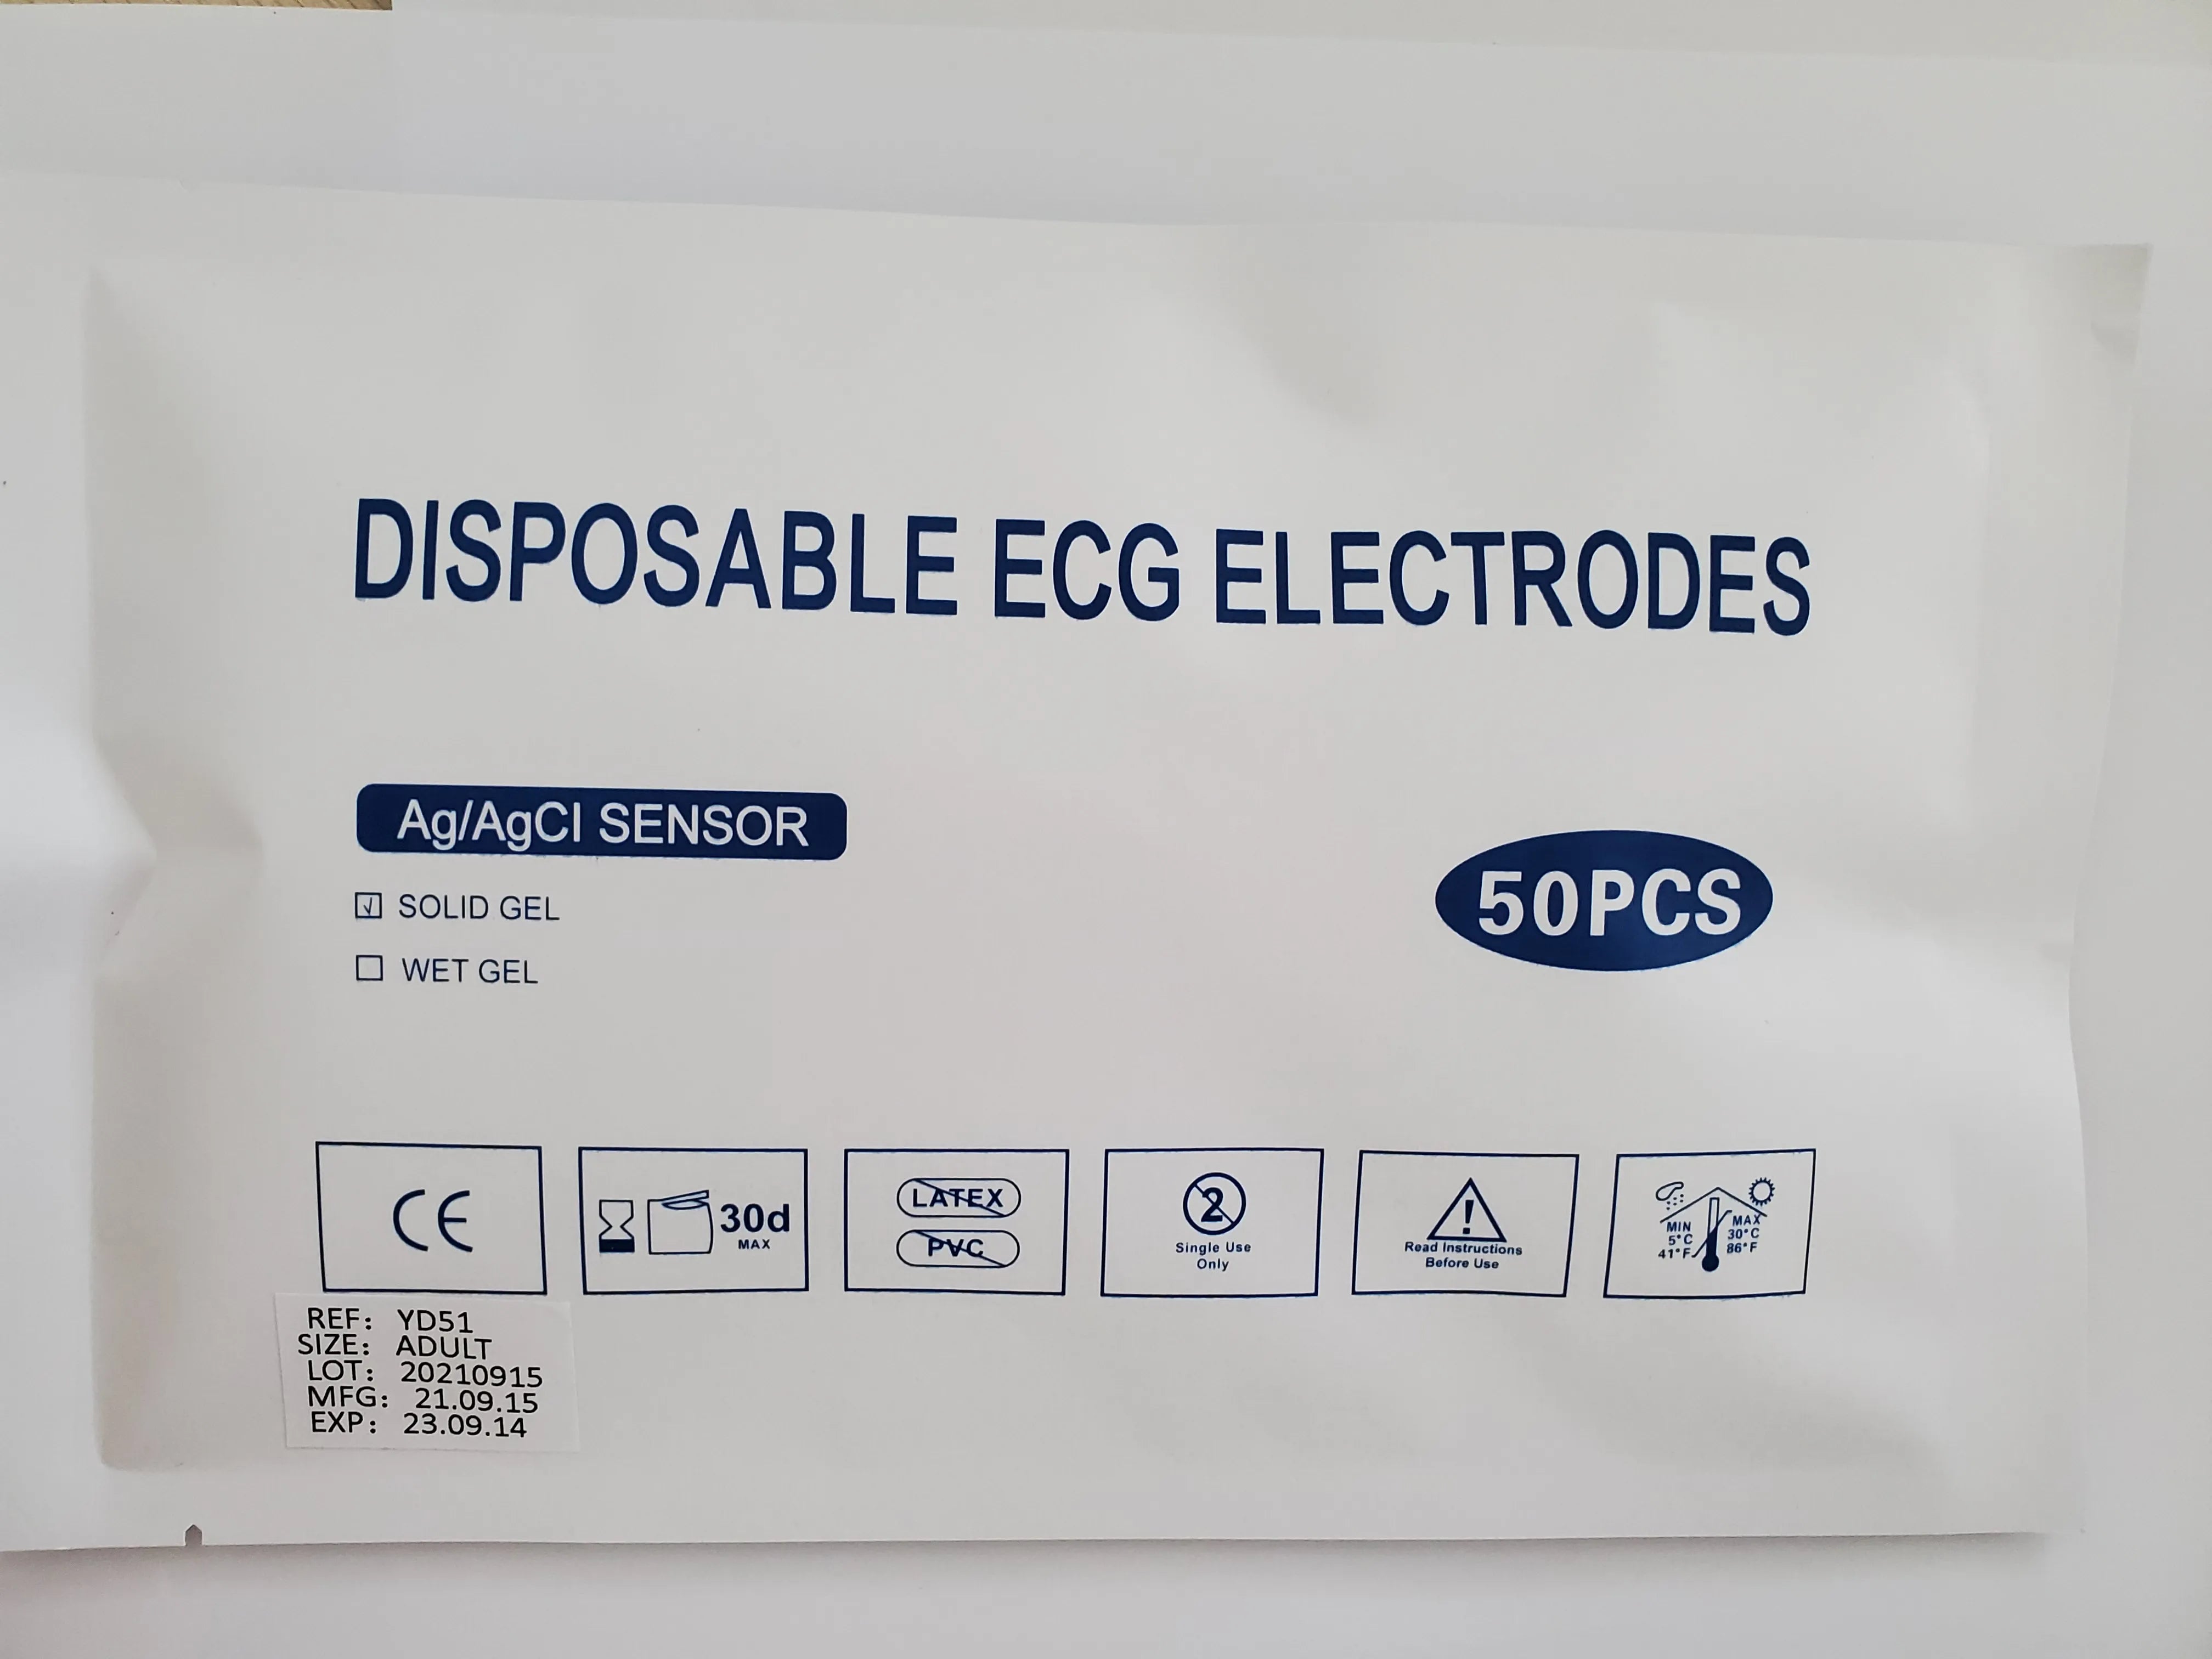 DISPOSABLE ECG ELECTRODES
Ag/AgCl SENSOR
SOLID GEL
WET GEL
50PCS
CE
30d
MAX
LATEX
PVC
2
Single Use
Only
!
Read Instructions
Before Use
MIN
5°C
41°F
MAX
30°C
86°F
REF: YD51
SIZE: ADULT
LOT: 20210915
MFG: 21.09.15
EXP: 23.09.14